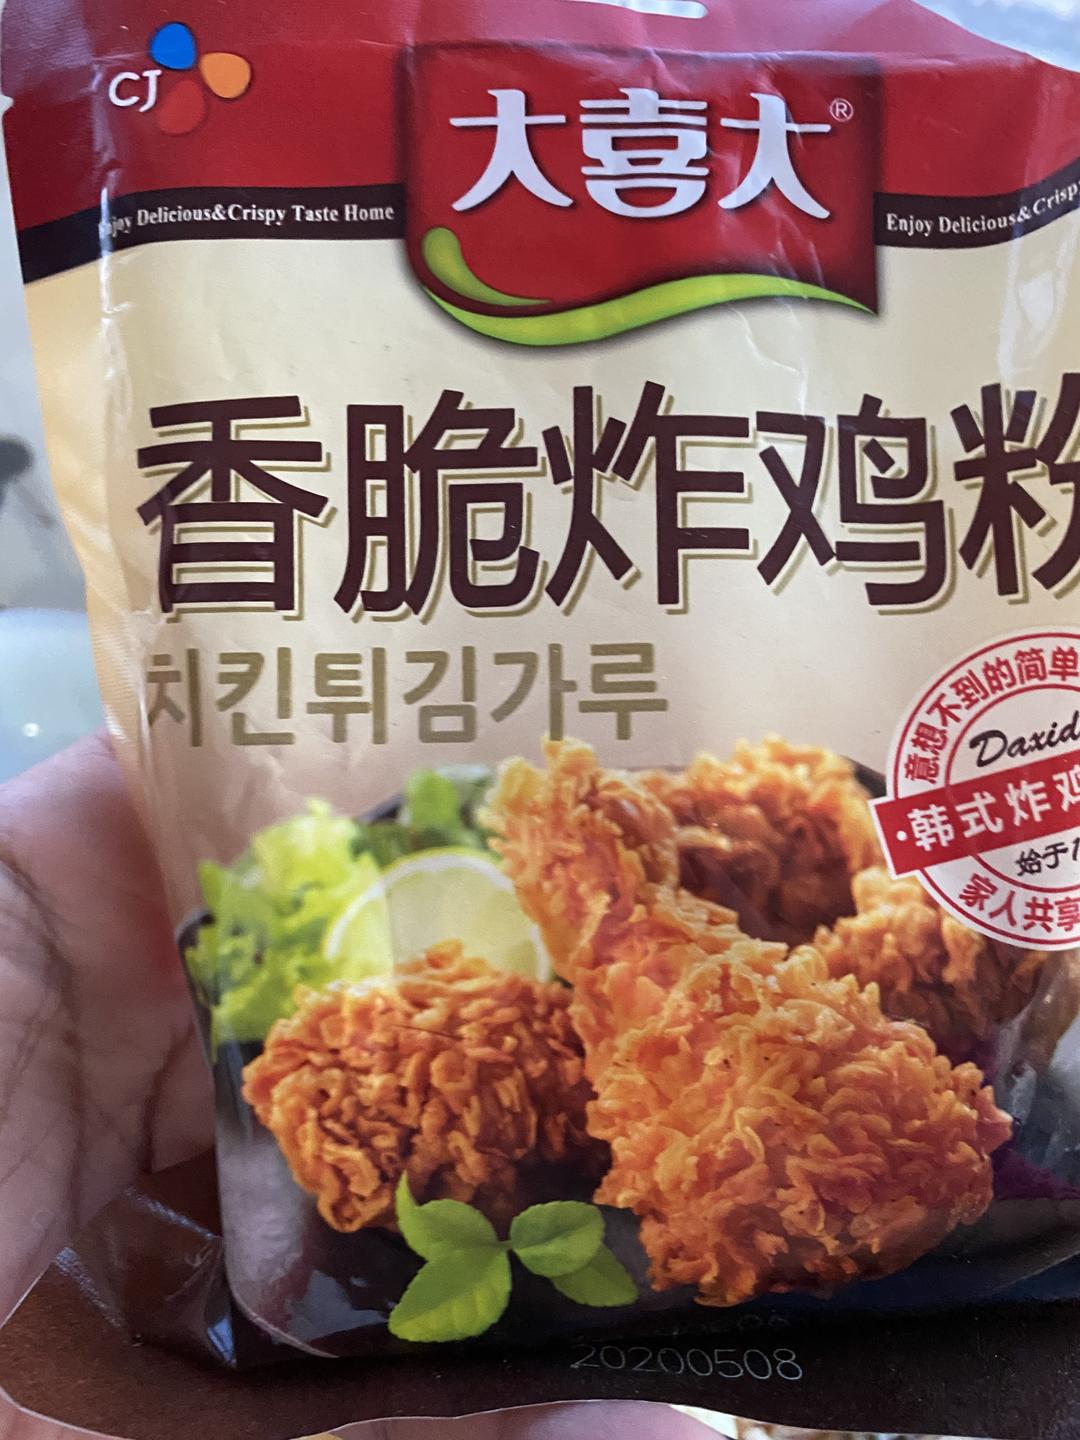 CJ
大喜大®
Enjoy Delicious&Crispy Taste Home
Enjoy Delicious&Crisp
香脆炸鸡粉
치킨튀김가루
意想不到的简单
Daxid
·韩式炸鸡
始于1
家人共享
20200508